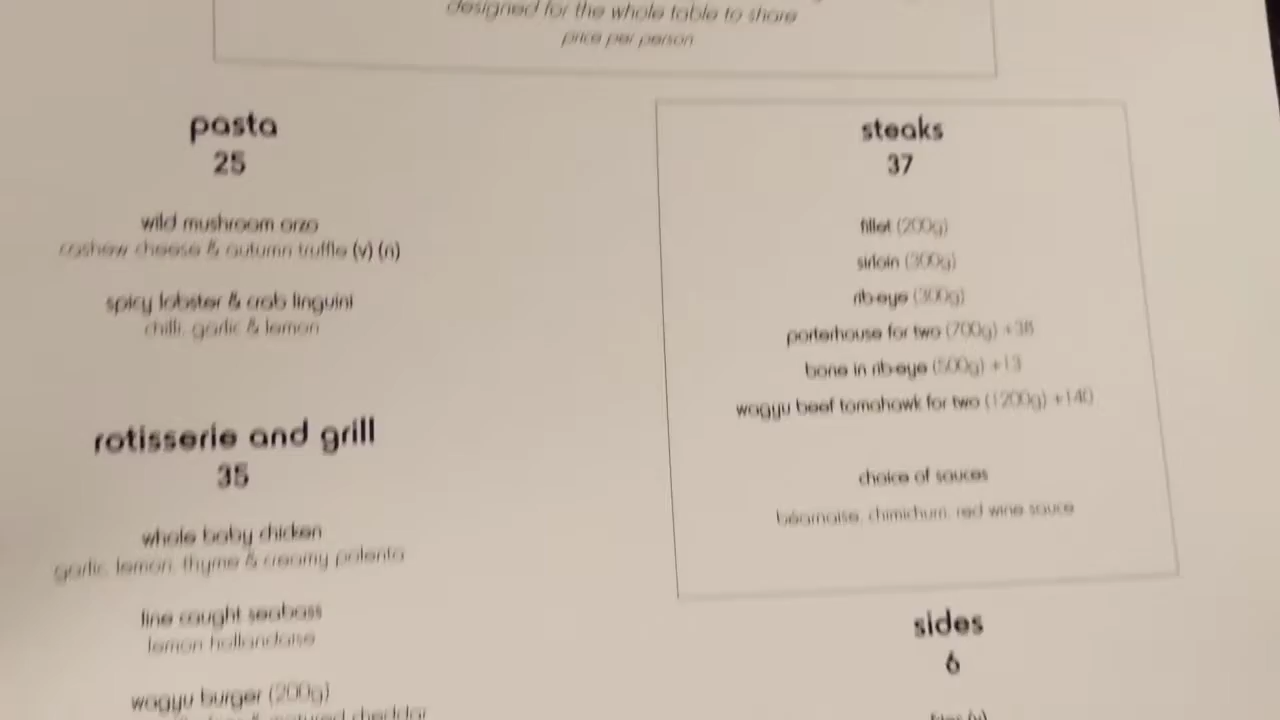 designed for the whole table to share
price per person
pasta
25
wild mushroom orzo
cashew cheese & autumn truffle (v) (n)
spicy lobster & crab linguini
chilli, garlic & lemon
rotisserie and grill
35
whole baby chicken
garlic, lemon, thyme & creamy polenta
line caught seabass
lemon hollandaise
wagyu burger (200g)
& matured cheddar
steaks
37
fillet (200g)
sirloin (300g)
rib-eye (300g)
porterhouse for two (700g) +38
bone in rib-eye (500g) +13
wagyu beef tomahawk for two (1200g) +140
choice of sauces
béarnaise, chimichurri, red wine sauce
sides
6